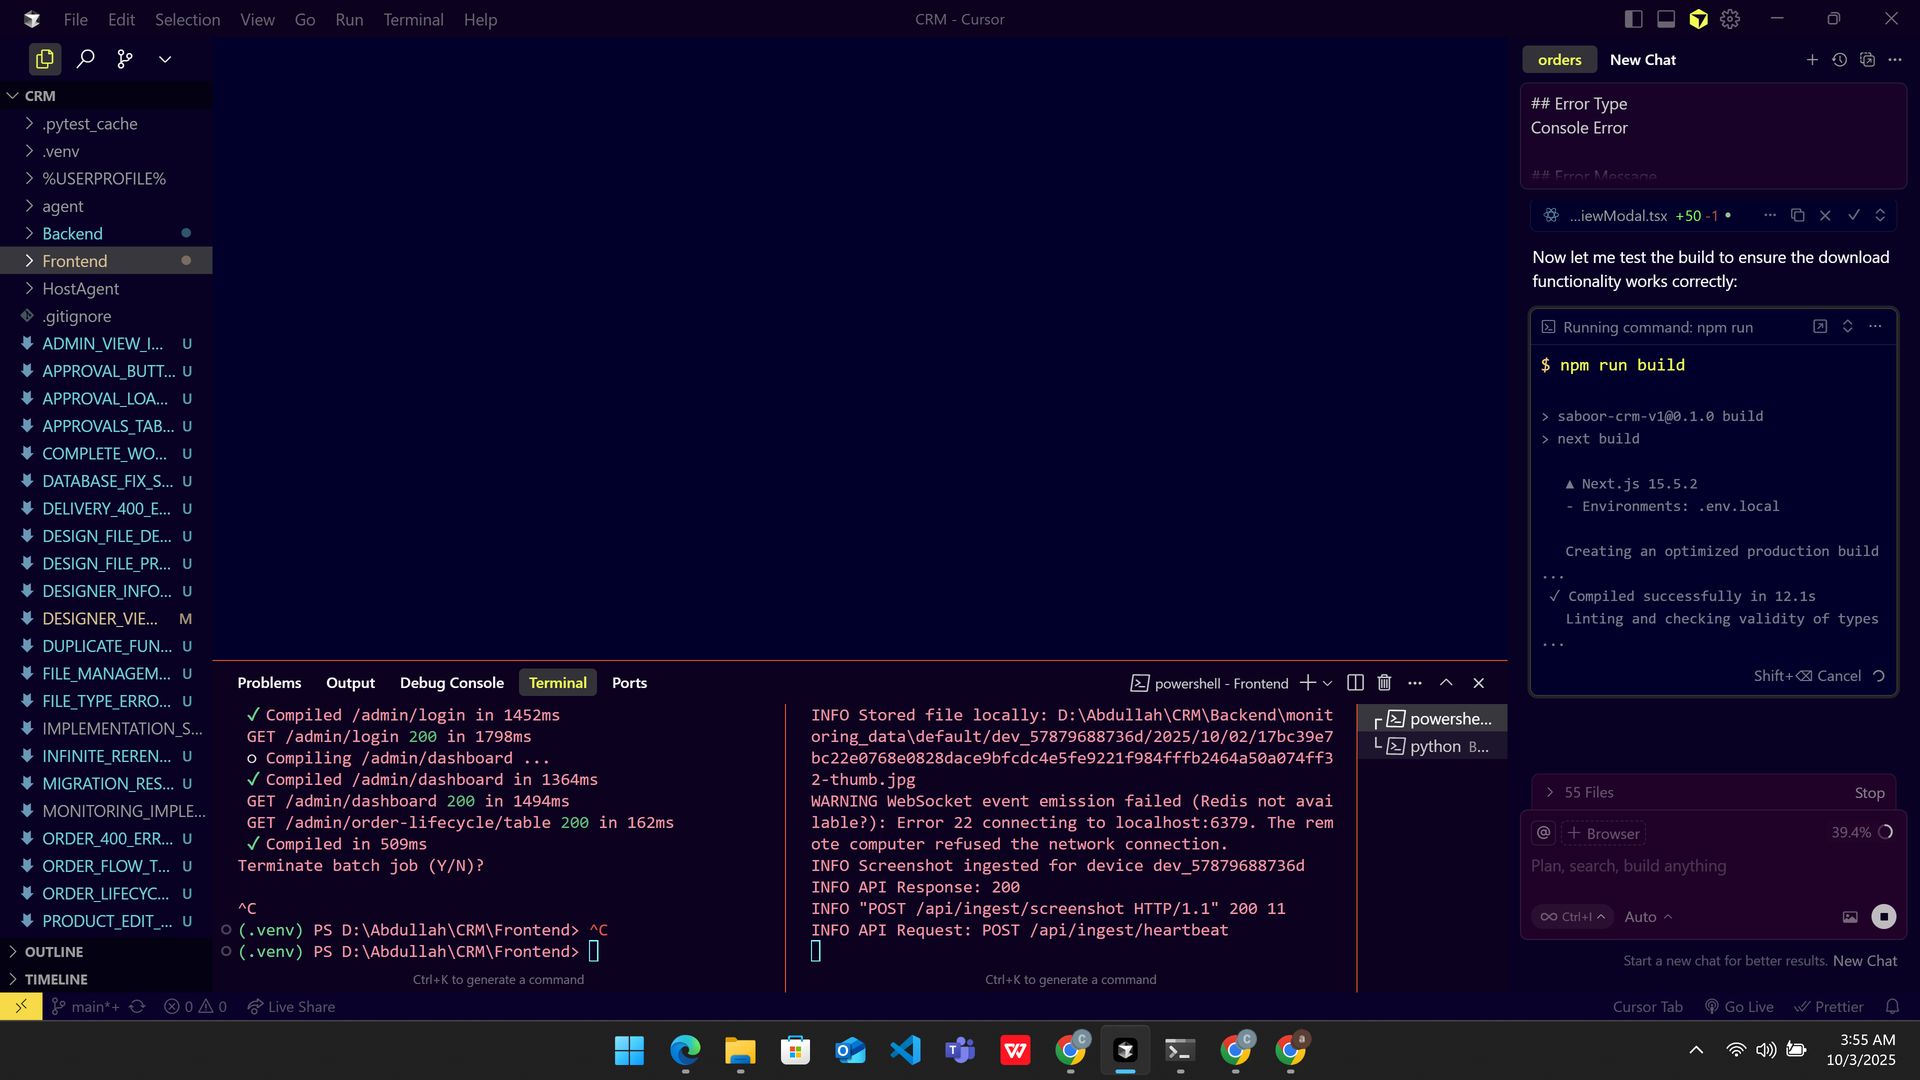 File Edit Selection View Go Run Terminal Help
CRM - Cursor
CRM
.pytest_cache
.venv
%USERPROFILE%
agent
Backend
Frontend
HostAgent
.gitignore
ADMIN_VIEW_I... U
APPROVAL_BUTT... U
APPROVAL_LOA... U
APPROVALS_TAB... U
COMPLETE_WO... U
DATABASE_FIX_S... U
DELIVERY_400_E... U
DESIGN_FILE_DE... U
DESIGN_FILE_PR... U
DESIGNER_INFO... U
DESIGNER_VIE... M
DUPLICATE_FUN... U
FILE_MANAGEM... U
FILE_TYPE_ERRO... U
IMPLEMENTATION_S...
INFINITE_REREN... U
MIGRATION_RES... U
MONITORING_IMPLE...
ORDER_400_ERR... U
ORDER_FLOW_T... U
ORDER_LIFECYC... U
PRODUCT_EDIT_... U
OUTLINE
TIMELINE
Problems Output Debug Console Terminal Ports
powershell - Frontend
✓ Compiled /admin/login in 1452ms
GET /admin/login 200 in 1798ms
○ Compiling /admin/dashboard ...
✓ Compiled /admin/dashboard in 1364ms
GET /admin/dashboard 200 in 1494ms
GET /admin/order-lifecycle/table 200 in 162ms
✓ Compiled in 509ms
Terminate batch job (Y/N)?
^C
(.venv) PS D:\Abdullah\CRM\Frontend> ^C
(.venv) PS D:\Abdullah\CRM\Frontend>
Ctrl+K to generate a command
INFO Stored file locally: D:\Abdullah\CRM\Backend\monit
oring_data\default/dev_57879688736d/2025/10/02/17bc39e7
bc22e0768e0828dace9bfcdc4e5fe9221f984fffb2464a50a074ff3
2-thumb.jpg
WARNING WebSocket event emission failed (Redis not avai
lable?): Error 22 connecting to localhost:6379. The rem
ote computer refused the network connection.
INFO Screenshot ingested for device dev_57879688736d
INFO API Response: 200
INFO "POST /api/ingest/screenshot HTTP/1.1" 200 11
INFO API Request: POST /api/ingest/heartbeat
Ctrl+K to generate a command
powershe...
python B...
orders New Chat
## Error Type
Console Error
## Error Message
...iewModal.tsx +50 -1
Now let me test the build to ensure the download
functionality works correctly:
Running command: npm run
$ npm run build
> saboor-crm-v1@0.1.0 build
> next build
▲ Next.js 15.5.2
- Environments: .env.local
Creating an optimized production build
...
✓ Compiled successfully in 12.1s
Linting and checking validity of types
...
Shift+⌫ Cancel
55 Files Stop
@ + Browser 39.4%
Plan, search, build anything
∞ Ctrl+I Auto
Start a new chat for better results. New Chat
main*+ 0 0 Live Share
Cursor Tab Go Live Prettier
3:55 AM
10/3/2025